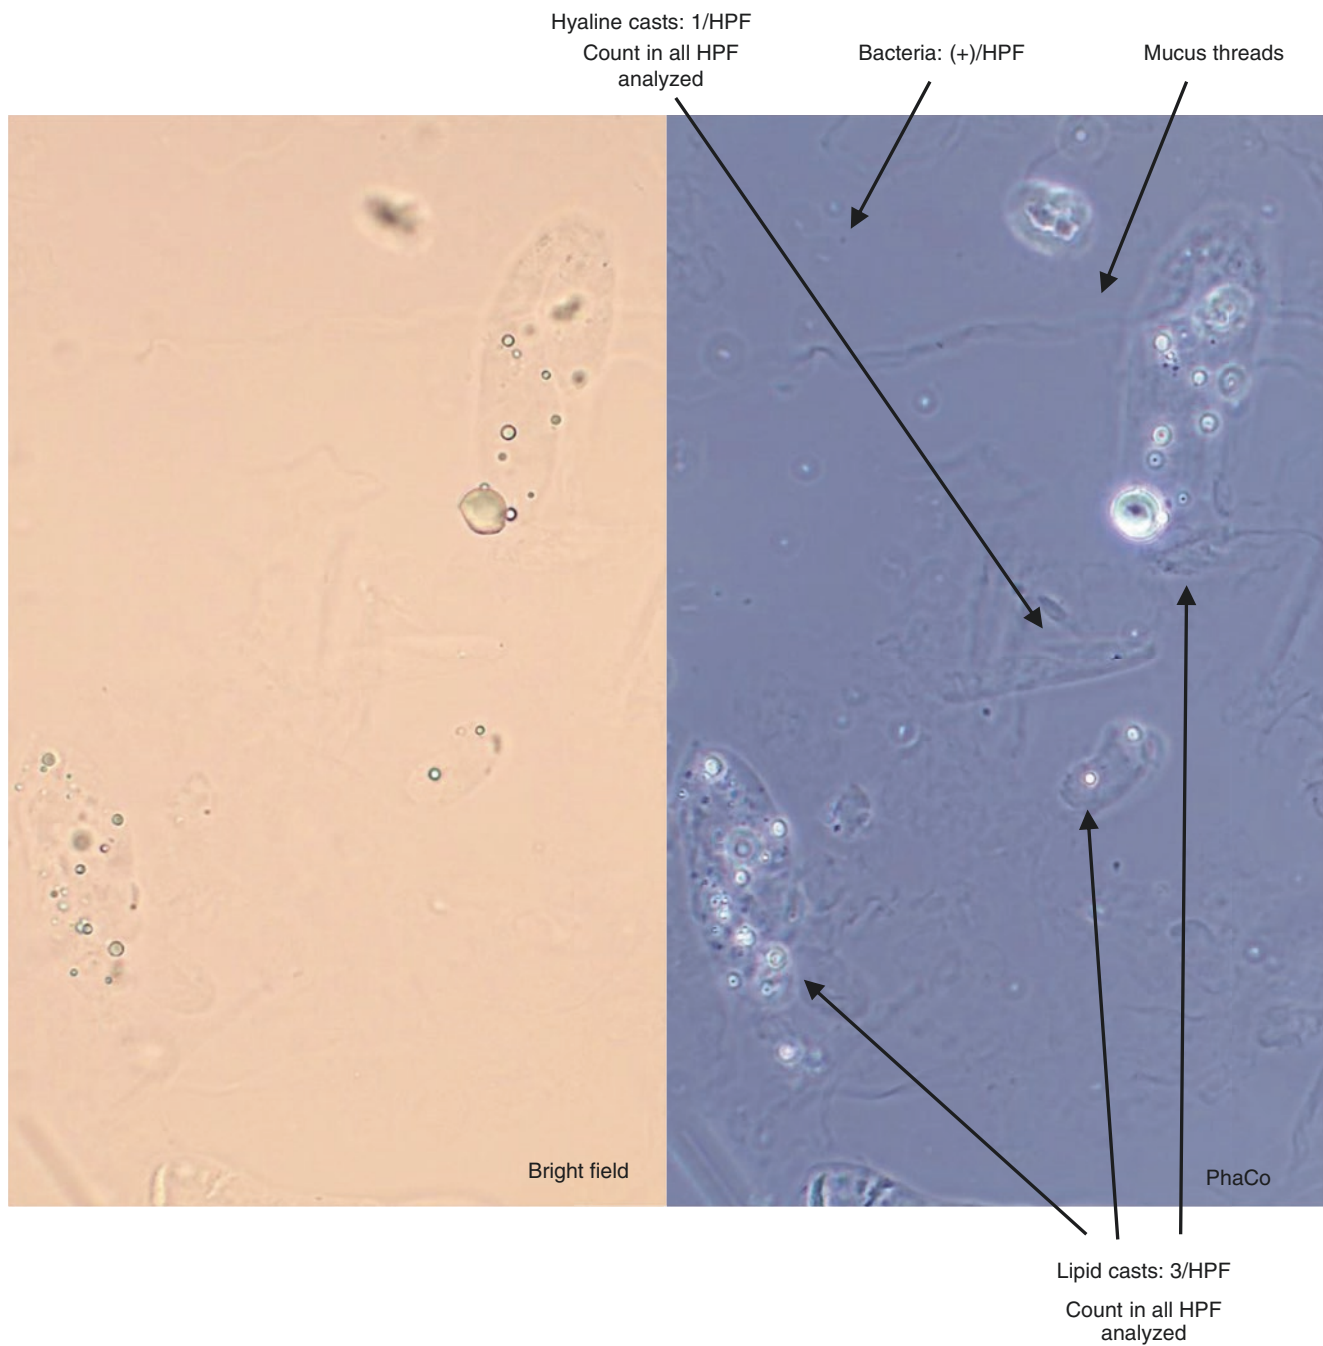 Hyaline casts: 1/HPF
Count in all HPF
analyzed
Bacteria: (+)/HPF
Mucus threads
Bright field
PhaCo
Lipid casts: 3/HPF
Count in all HPF
analyzed